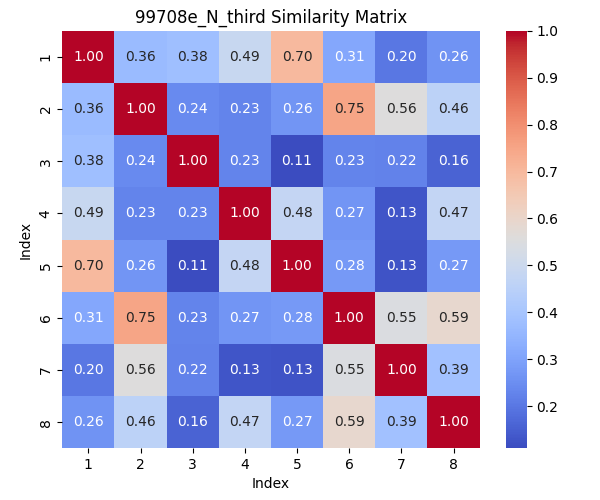 99708e_N_third Similarity Matrix
1 1.00 0.36 0.38 0.49 0.70 0.31 0.20 0.26
2 0.36 1.00 0.24 0.23 0.26 0.75 0.56 0.46
3 0.38 0.24 1.00 0.23 0.11 0.23 0.22 0.16
4 0.49 0.23 0.23 1.00 0.48 0.27 0.13 0.47
5 0.70 0.26 0.11 0.48 1.00 0.28 0.13 0.27
6 0.31 0.75 0.23 0.27 0.28 1.00 0.55 0.59
7 0.20 0.56 0.22 0.13 0.13 0.55 1.00 0.39
8 0.26 0.46 0.16 0.47 0.27 0.59 0.39 1.00
1 2 3 4 5 6 7 8
Index
Index
1.0
0.9
0.8
0.7
0.6
0.5
0.4
0.3
0.2